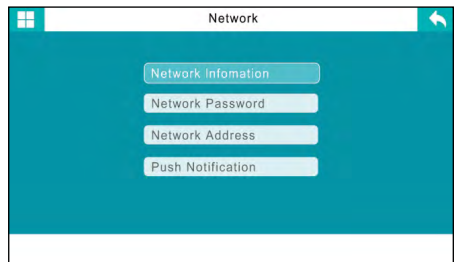 Network
Network Infomation
Network Password
Network Address
Push Notification